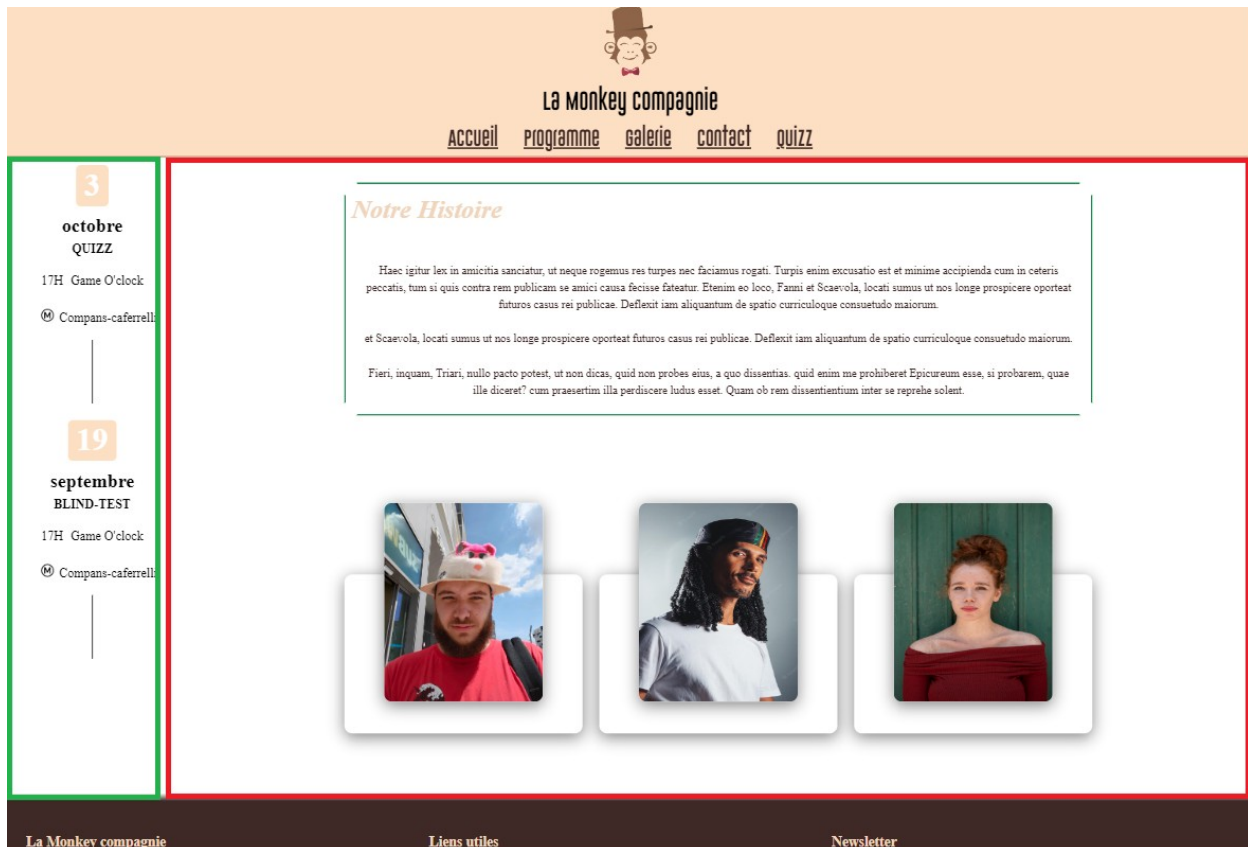 La Monkey compagnie
Accueil Programme Galerie Contact Quizz
3
octobre
QUIZZ
17H Game O'clock
M Compans-caferrelli
19
septembre
BLIND-TEST
17H Game O'clock
M Compans-caferrelli
Notre Histoire
Haec igitur lex in amicitia sanciatur, ut neque rogemus res turpes nec faciamus rogati. Turpis enim excusatio est et minime accipienda cum in ceteris
peccatis, tum si quis contra rem publicam se amici causa fecisse fateatur. Etenim eo loco, Fanni et Scaevola, locati sumus ut nos longe prospicere oporteat
futuros casus rei publicae. Deflexit iam aliquantum de spatio curriculoque consuetudo maiorum.
et Scaevola, locati sumus ut nos longe prospicere oporteat futuros casus rei publicae. Deflexit iam aliquantum de spatio curriculoque consuetudo maiorum.
Fieri, inquam, Triari, nullo pacto potest, ut non dicas, quid non probes eius, a quo dissentias. quid enim me prohiberet Epicureum esse, si probarem, quae
ille diceret? cum praesertim illa perdiscere ludus esset. Quam ob rem dissentientium inter se reprehe solent.
La Monkey compagnie
Liens utiles
Newsletter